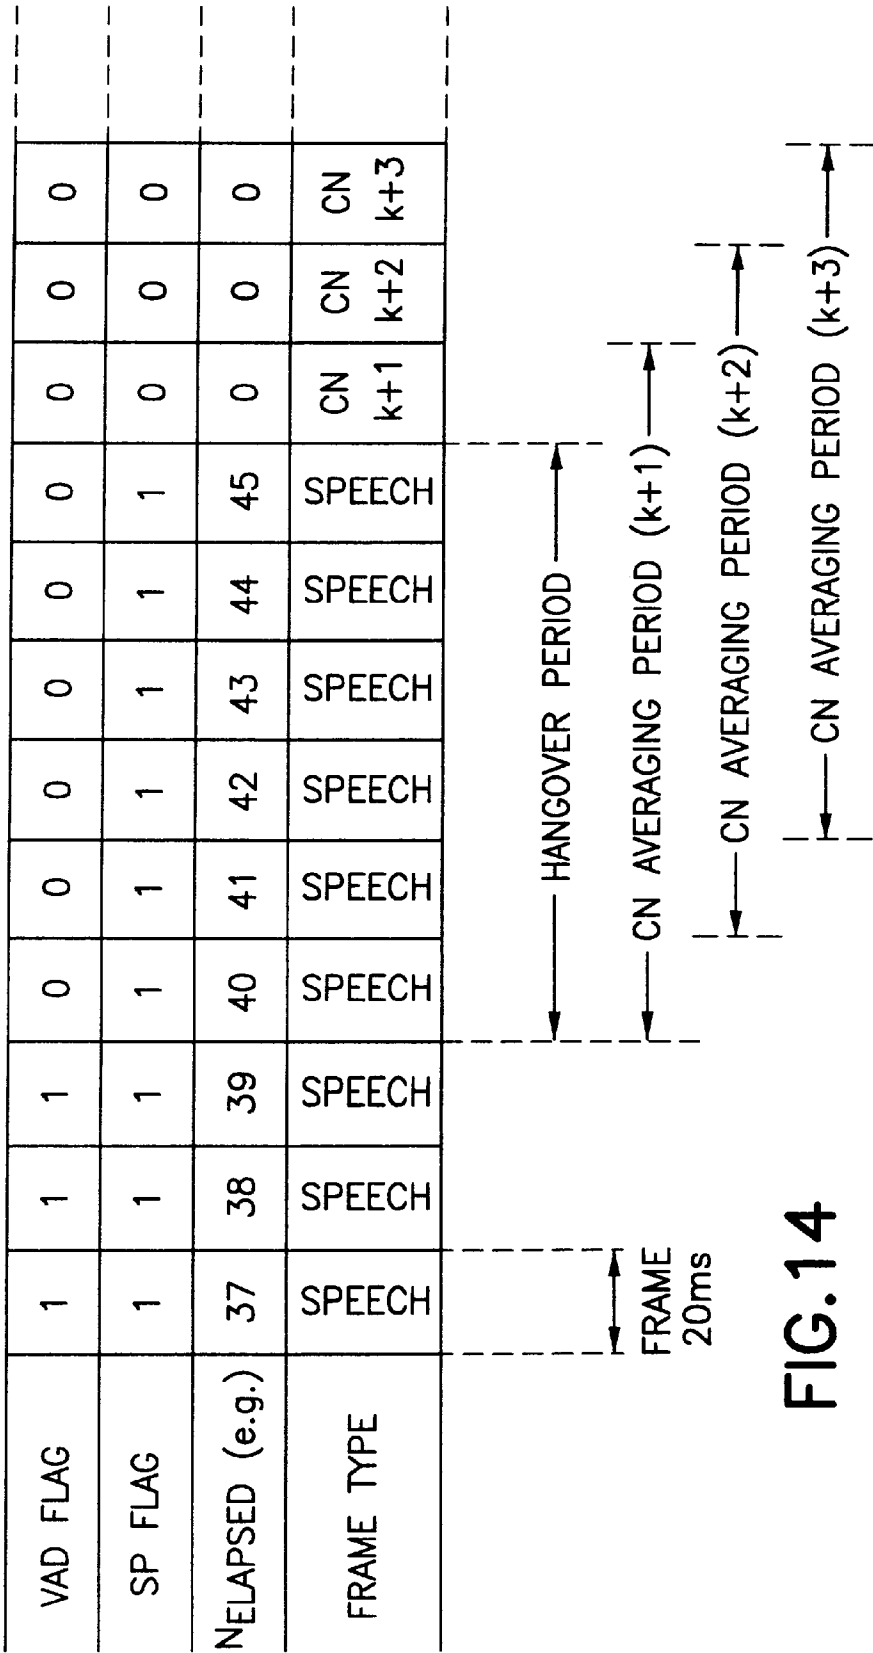 VAD FLAG 1 1 1 0 0 0 0 0 0 0 0 0
SP FLAG 1 1 1 1 1 1 1 1 1 0 0 0
NELAPSED (e.g.) 37 38 39 40 41 42 43 44 45 0 0 0
FRAME TYPE SPEECH SPEECH SPEECH SPEECH SPEECH SPEECH SPEECH SPEECH SPEECH CN k+1 CN k+2 CN k+3
HANGOVER PERIOD
FRAME
20ms
CN AVERAGING PERIOD (k+1)
CN AVERAGING PERIOD (k+2)
CN AVERAGING PERIOD (k+3)
FIG.14